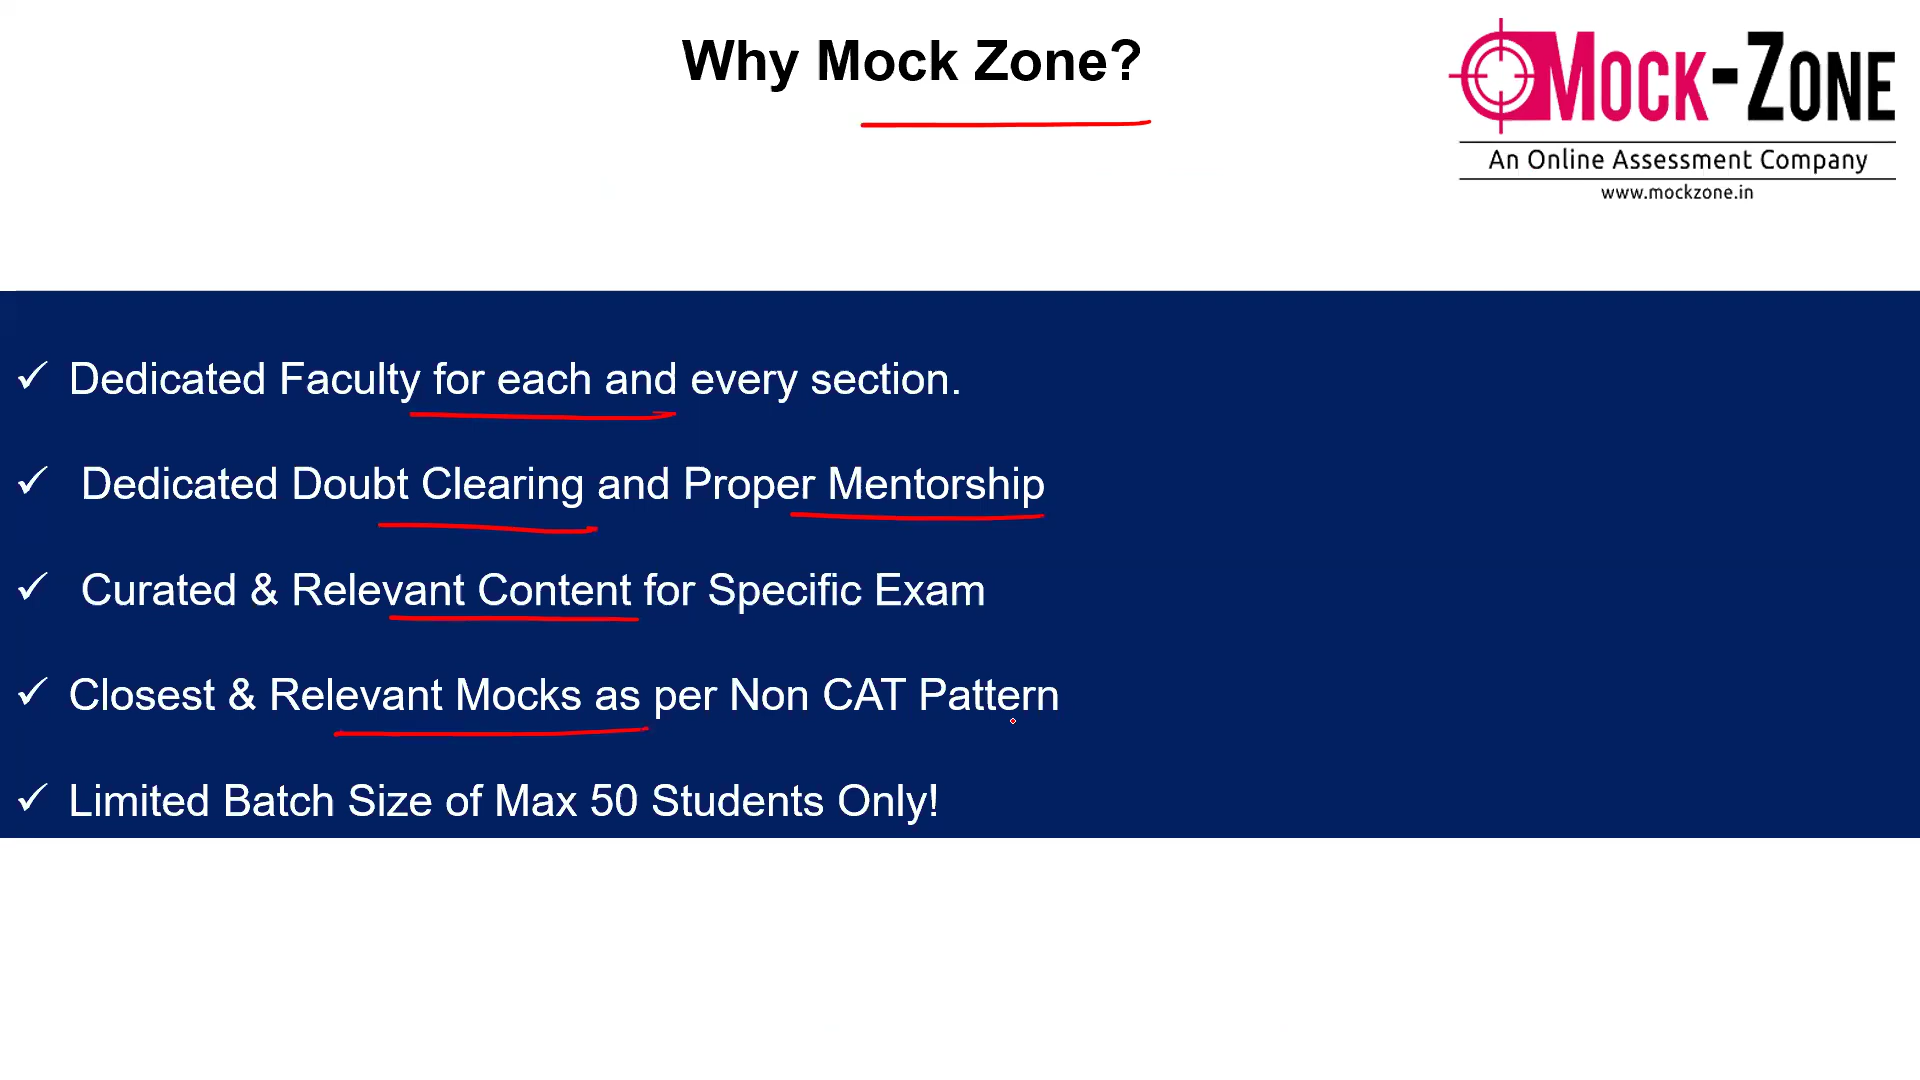 Why Mock Zone?
Mock-Zone
An Online Assessment Company
www.mockzone.in
✓ Dedicated Faculty for each and every section.
✓ Dedicated Doubt Clearing and Proper Mentorship
✓ Curated & Relevant Content for Specific Exam
✓ Closest & Relevant Mocks as per Non CAT Pattern
✓ Limited Batch Size of Max 50 Students Only!